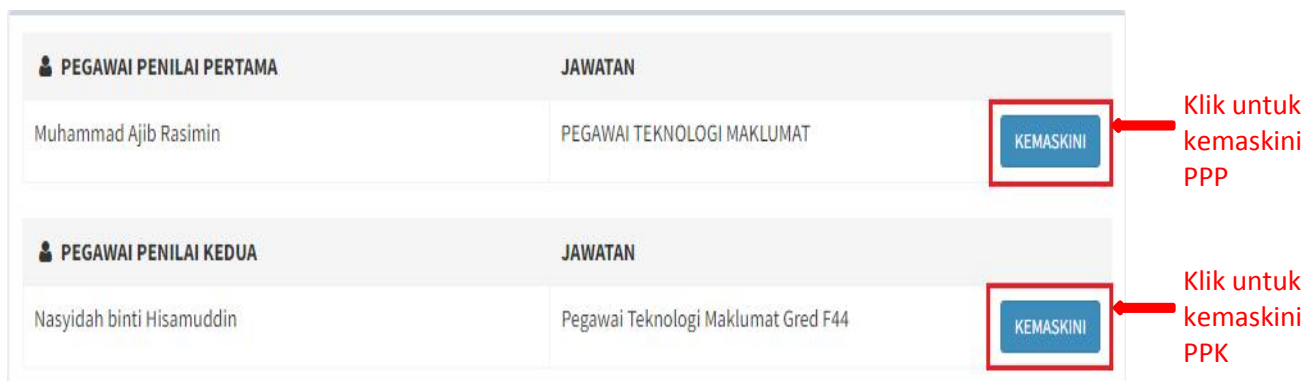 PEGAWAI PENILAI PERTAMA JAWATAN
Muhammad Ajib Rasimin PEGAWAI TEKNOLOGI MAKLUMAT KEMASKINI
Klik untuk
kemaskini
PPP
PEGAWAI PENILAI KEDUA JAWATAN
Nasyidah binti Hisamuddin Pegawai Teknologi Maklumat Gred F44 KEMASKINI
Klik untuk
kemaskini
PPK